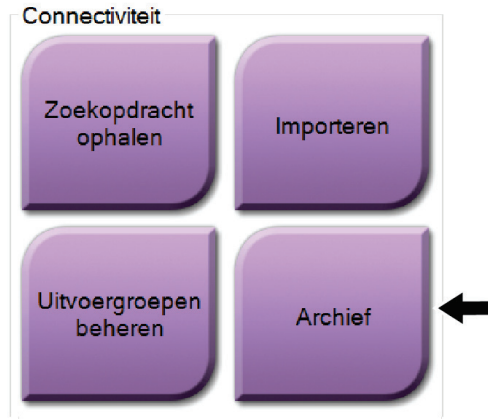 Connectiviteit
Zoekopdracht
ophalen
Importeren
Uitvoergroepen
beheren
Archief